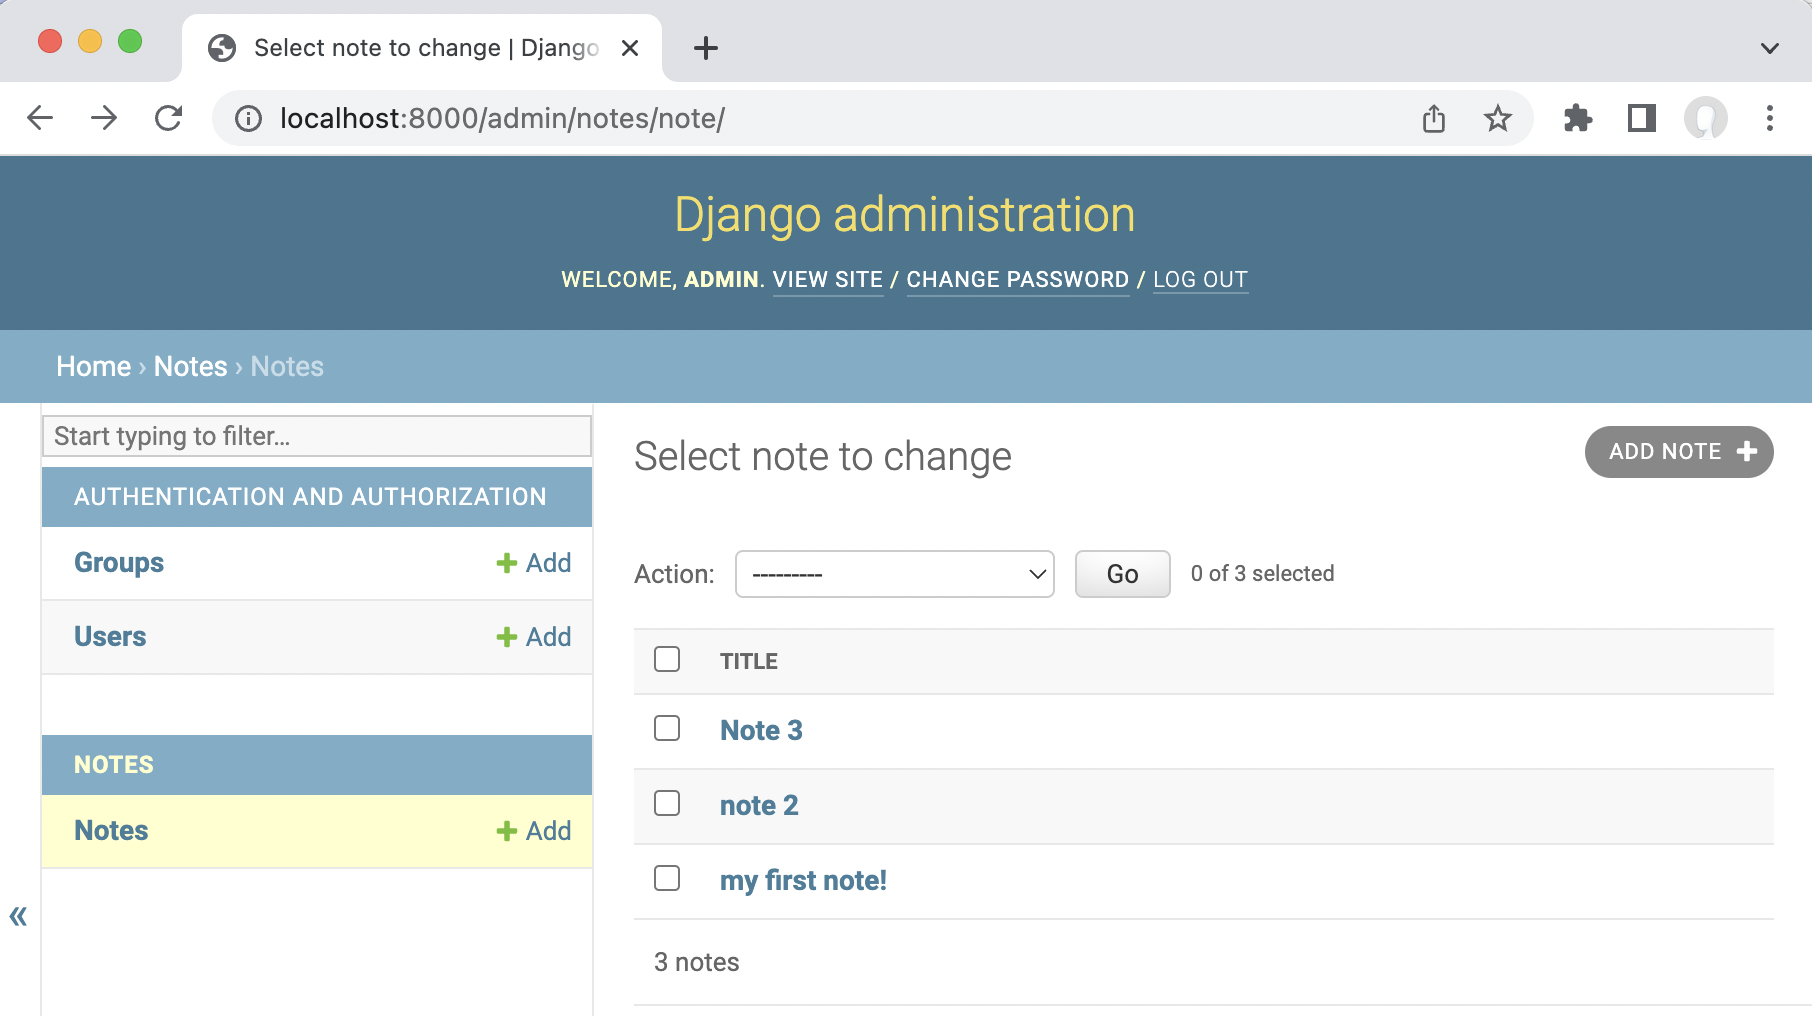 Select note to change | Django
localhost:8000/admin/notes/note/
Django administration
WELCOME, ADMIN. VIEW SITE / CHANGE PASSWORD / LOG OUT
Home › Notes › Notes
Start typing to filter...
AUTHENTICATION AND AUTHORIZATION
Groups + Add
Users + Add
NOTES
Notes + Add
«
Select note to change
ADD NOTE +
Action: --------- Go 0 of 3 selected
TITLE
Note 3
note 2
my first note!
3 notes